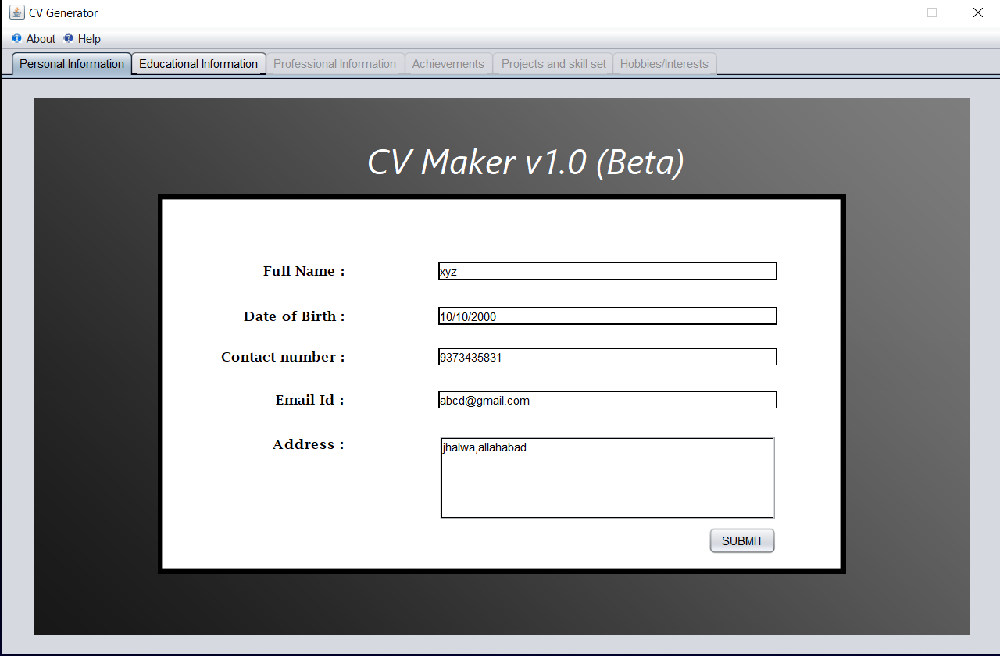 CV Generator
About Help
Personal Information Educational Information Professional Information Achievements Projects and skill set Hobbies/Interests
CV Maker v1.0 (Beta)
Full Name : xyz
Date of Birth : 10/10/2000
Contact number : 9373435831
Email Id : abcd@gmail.com
Address : jhalwa,allahabad
SUBMIT